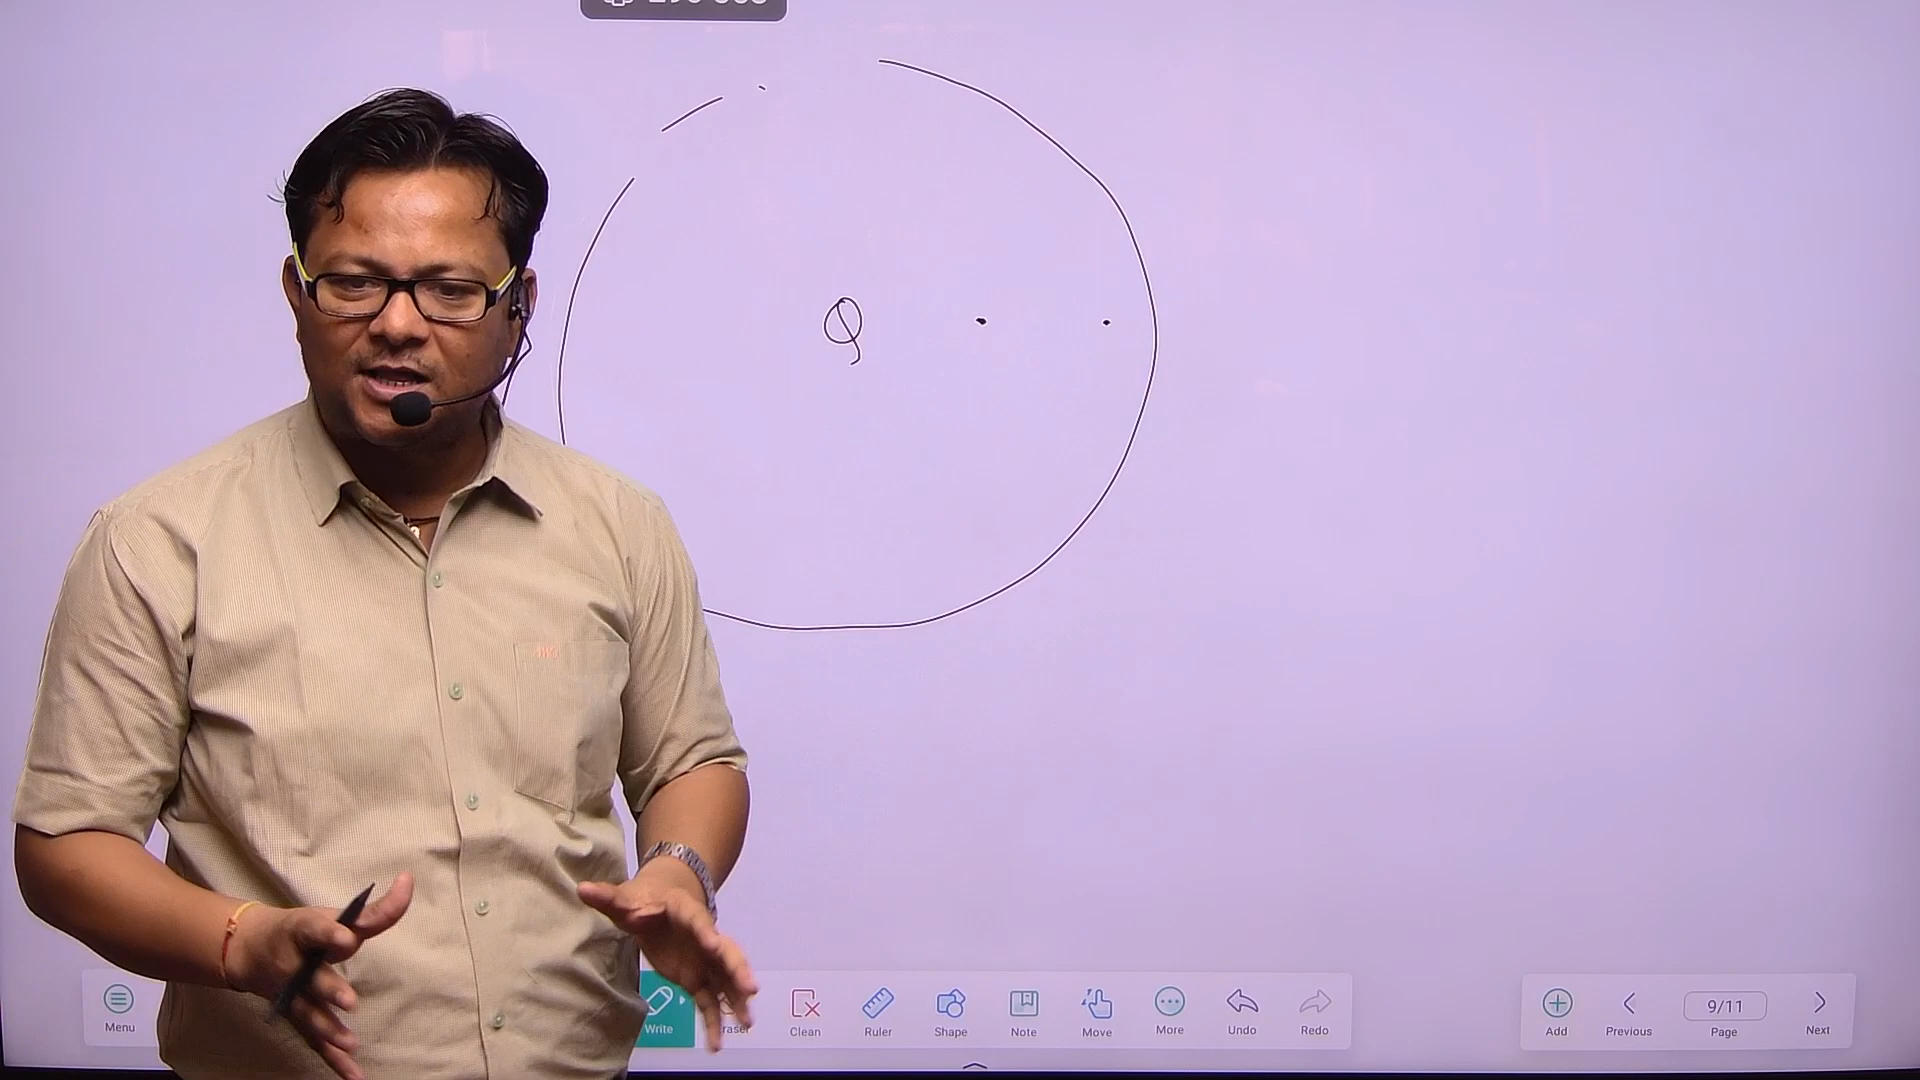 Q
Menu
Write
Clean
Ruler
Shape
Note
Move
More
Undo
Redo
Add
Previous
9/11
Page
Next